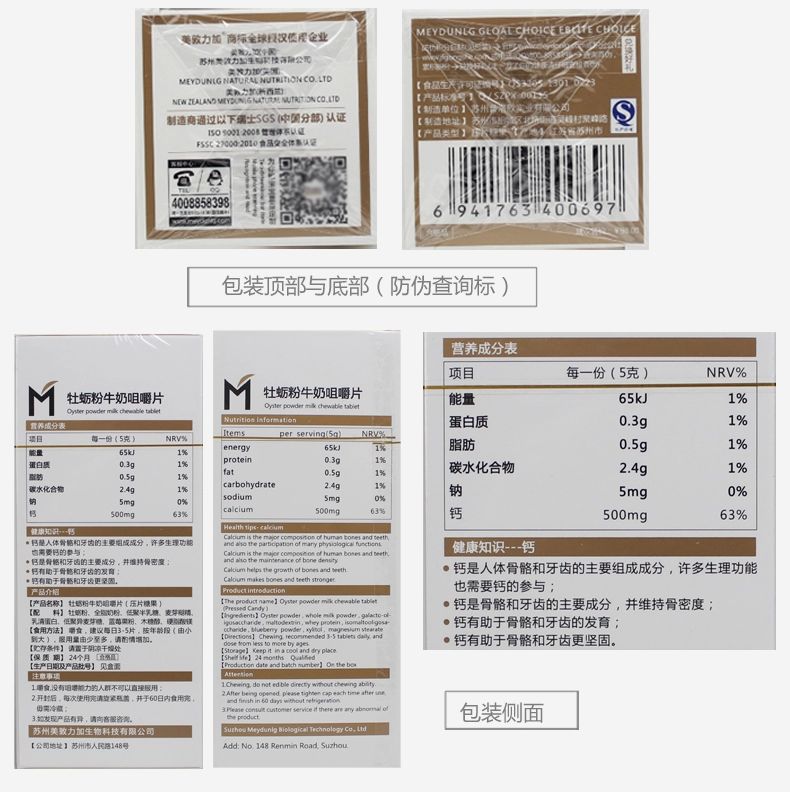 美敦力加®商标全球授权使用企业
美敦力加(中国)
苏州美敦力加生物科技有限公司
美敦力加(美国)
MEYDUNLG NATURAL NUTRITION CO.,LTD
美敦力加(新西兰)
NEW ZEALAND MEYDUNLG NATURAL NUTRITION CO.,LTD
制造商通过以下瑞士SGS (中国分部) 认证
ISO 9001:2008 管理体系认证
FSSC 22000:2010 食品安全体系认证
TEL
QQ
4008858398
MEYDUNLG GLOAL CHOICE EBLITE CHOICE
【食品生产许可证编号】
【产品标准号】
【制造单位】
【制造地址】
【产品类型】压片糖果【产地】江苏省苏州市
6 941763 400697
包装顶部与底部（防伪查询标）
牡蛎粉牛奶咀嚼片
Oyster powder milk chewable tablet
营养成分表
项目 每一份（5克） NRV%
能量 65kJ 1%
蛋白质 0.3g 1%
脂肪 0.5g 1%
碳水化合物 2.4g 1%
钠 5mg 0%
钙 500mg 63%
健康知识---钙
●钙是人体骨骼和牙齿的主要组成成分，许多生理功能
也需要钙的参与；
●钙是骨骼和牙齿的主要成分，并维持骨密度；
●钙有助于骨骼和牙齿的发育；
●钙有助于骨骼和牙齿更坚固。
产品介绍
【产品名称】 牡蛎粉牛奶咀嚼片（压片糖果）
【配 料】 牡蛎粉、全脂奶粉、低聚半乳糖、麦芽糊精、
乳清蛋白、低聚异麦芽糖、蓝莓果粉、木糖醇、硬脂酸镁
【食用方法】 嚼食，建议每日3-5片，按年龄段（由小
到大），服用量由少至多，请酌情增加。
【贮存条件】 请置于阴凉干燥处
【保 质 期】 24个月 合格品
【生产日期及产品批号】 见盒面
注意事项
1.嚼食,没有咀嚼能力的人群不可以直接服用；
2.开封后，每次使用完请旋紧瓶盖，并于60日内食用完，
毋需冷藏；
3.如发现产品有异，请向客服咨询。
苏州美敦力加生物科技有限公司
【公司地址】 苏州市人民路148号
牡蛎粉牛奶咀嚼片
Oyster powder milk chewable tablet
Nutrition information
Items per serving(5g) NRV%
energy 65kJ 1%
protein 0.3g 1%
fat 0.5g 1%
carbohydrate 2.4g 1%
sodium 5mg 0%
calcium 500mg 63%
Health tips- calcium
Calcium is the major composition of human bones and teeth,
and also the participation of many physiological functions.
Calcium is the major composition of human bones and teeth,
and also the maintenance of bone density.
Calcium helps the growth of bones and teeth.
Calcium makes bones and teeth stronger.
Product introduction
【The product name】Oyster powder milk chewable tablet
(Pressed Candy)
【Ingredients】Oyster powder, whole milk powder, galacto-ol-
igosaccharide, maltodextrin, whey protein, isomaltooligosa-
ccharide, blueberry powder, xylitol, magnesium stearate
【Directions】 Chewing, recommended 3-5 tablets daily, and
dose from less to more by ages.
【Storage】 Keep it in a cool and dry place.
【Shelf life】 24 months Qualified
【Production date and batch number】 On the box
Attention
1.Chewing, do not edible directly without chewing ability.
2.After being opened, please tighten cap each time after use,
and finish in 60 days without refrigeration.
3.Please consult customer service if there are any abnormal of
the product.
Suzhou Meydunlg Biological Technology Co., Ltd
Add: No. 148 Renmin Road, Suzhou.
营养成分表
项目 每一份（5克） NRV%
能量 65kJ 1%
蛋白质 0.3g 1%
脂肪 0.5g 1%
碳水化合物 2.4g 1%
钠 5mg 0%
钙 500mg 63%
健康知识---钙
●钙是人体骨骼和牙齿的主要组成成分，许多生理功能
也需要钙的参与；
●钙是骨骼和牙齿的主要成分，并维持骨密度；
●钙有助于骨骼和牙齿的发育；
●钙有助于骨骼和牙齿更坚固。
包装侧面